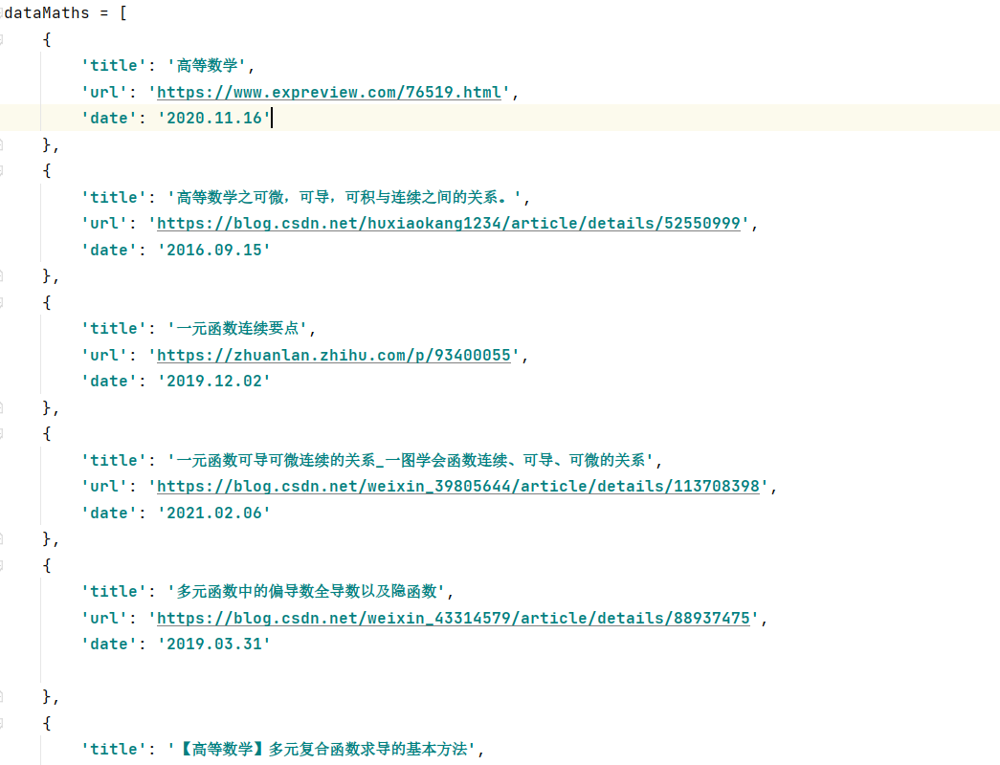 dataMaths = [
    {
        'title': '高等数学',
        'url': 'https://www.expreview.com/76519.html',
        'date': '2020.11.16'
    },
    {
        'title': '高等数学之可微，可导，可积与连续之间的关系。',
        'url': 'https://blog.csdn.net/huxiaokang1234/article/details/52550999',
        'date': '2016.09.15'
    },
    {
        'title': '一元函数连续要点',
        'url': 'https://zhuanlan.zhihu.com/p/93400055',
        'date': '2019.12.02'
    },
    {
        'title': '一元函数可导可微连续的关系_一图学会函数连续、可导、可微的关系',
        'url': 'https://blog.csdn.net/weixin_39805644/article/details/113708398',
        'date': '2021.02.06'
    },
    {
        'title': '多元函数中的偏导数全导数以及隐函数',
        'url': 'https://blog.csdn.net/weixin_43314579/article/details/88937475',
        'date': '2019.03.31'
    },
    {
        'title': '【高等数学】多元复合函数求导的基本方法',